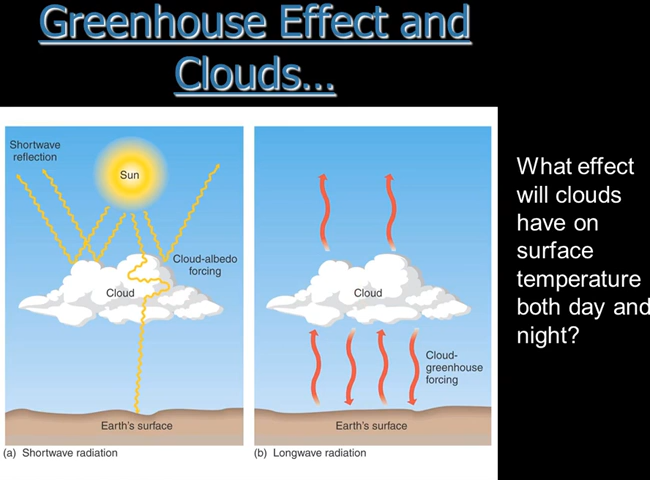 Greenhouse Effect and
Clouds...
Shortwave
reflection
Sun
Cloud-albedo
forcing
Cloud
Earth's surface
(a) Shortwave radiation
Cloud
Cloud-
greenhouse
forcing
Earth's surface
(b) Longwave radiation
What effect
will clouds
have on
surface
temperature
both day and
night?